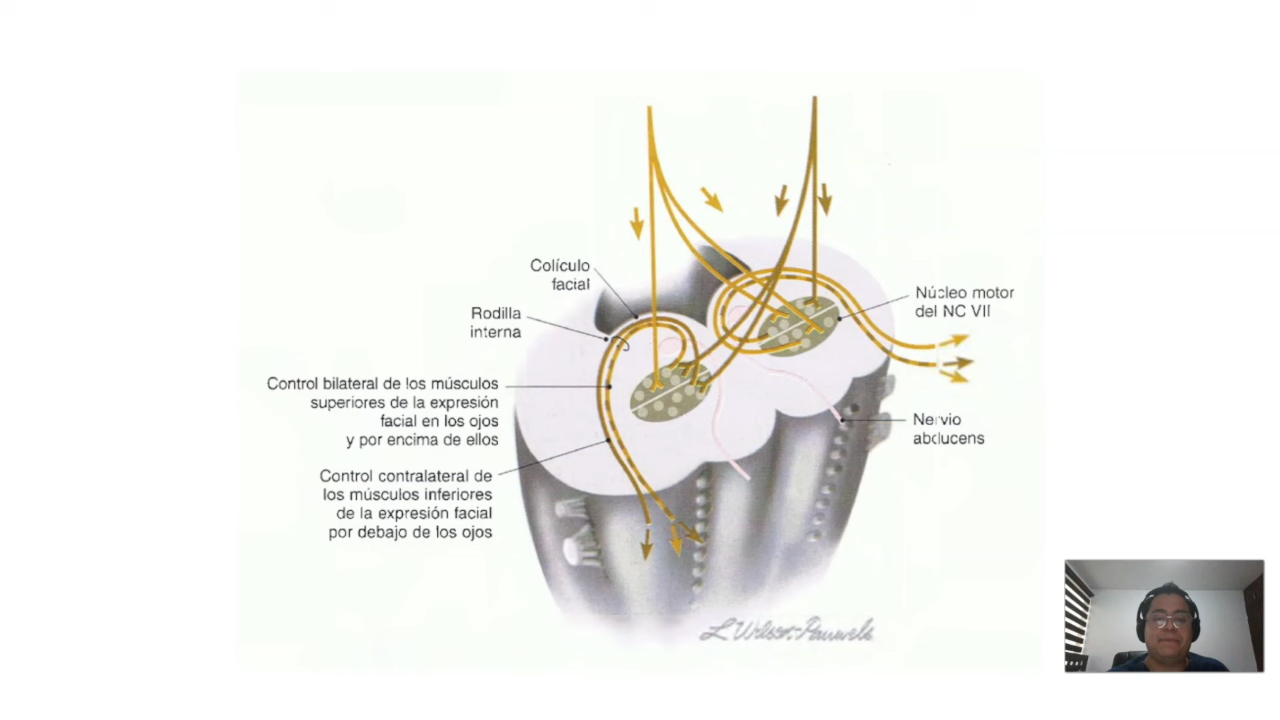 Colículo
facial
Rodilla
interna
Control bilateral de los músculos
superiores de la expresión
facial en los ojos
y por encima de ellos
Control contralateral de
los músculos inferiores
de la expresión facial
por debajo de los ojos
Núcleo motor
del NC VII
Nervio
abducens
L. Wilson-Pauwels